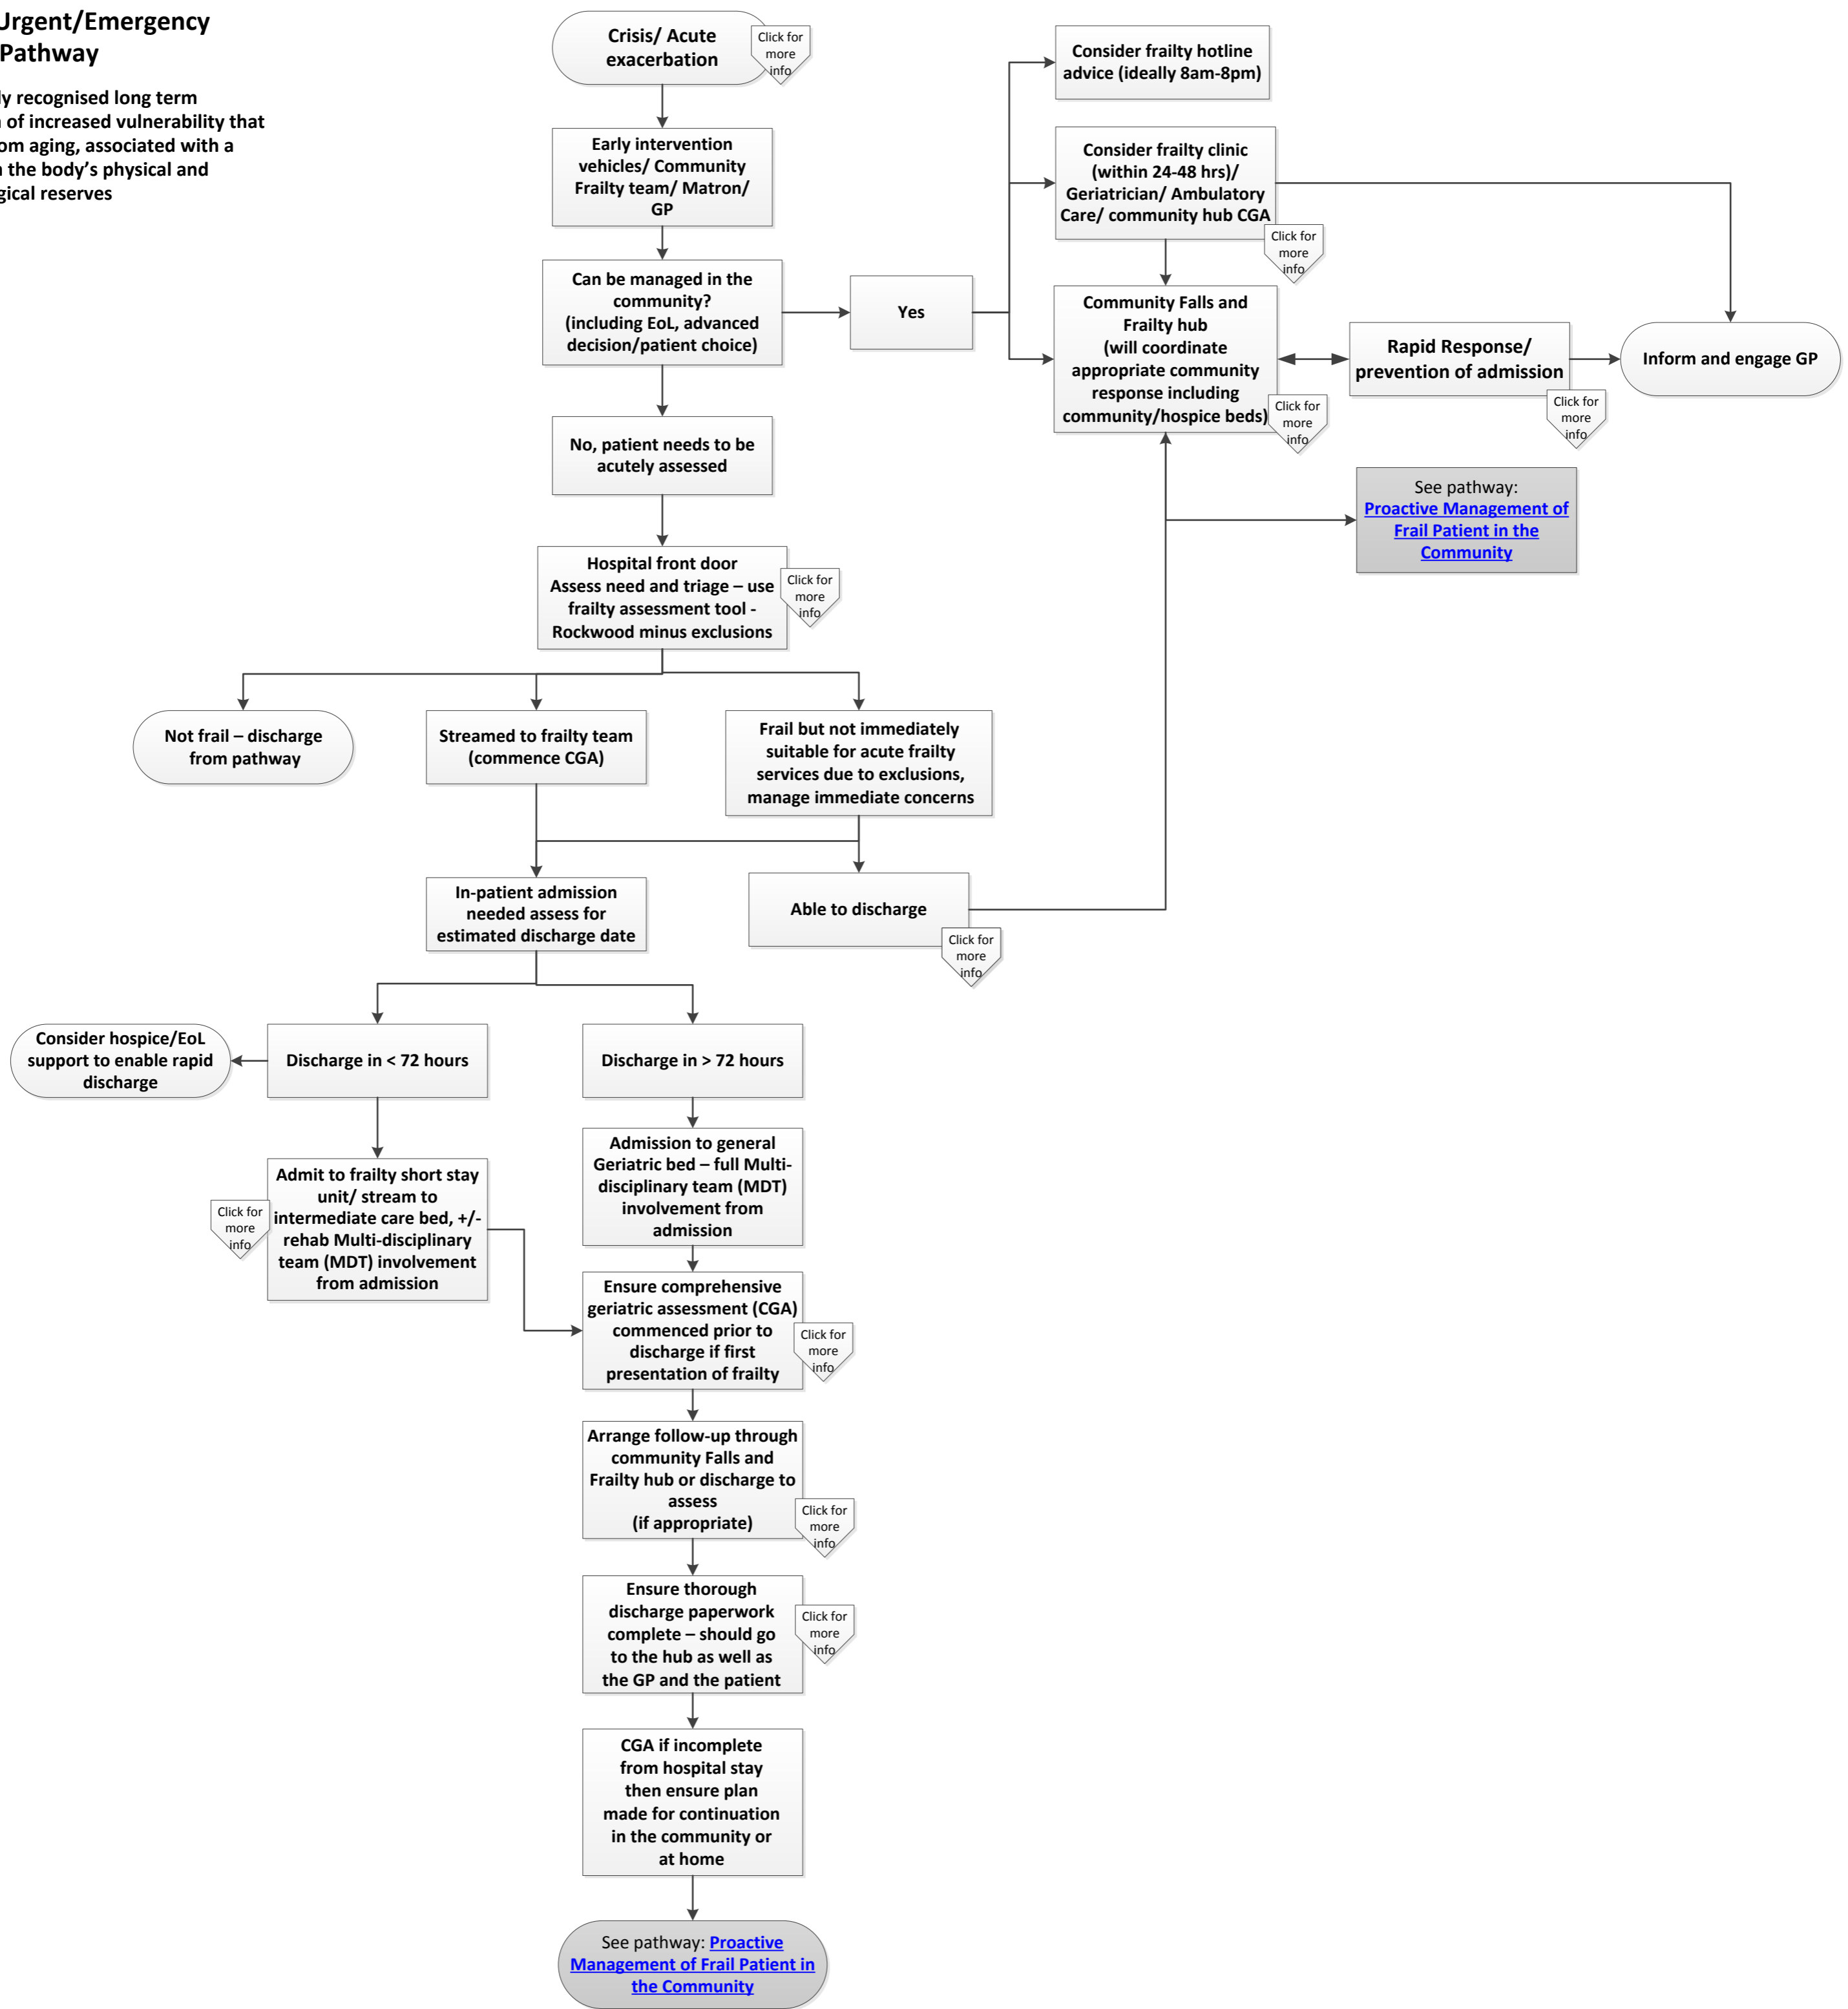 Urgent/Emergency
Pathway
recognised long term
of increased vulnerability that
aging, associated with a
the body's physical and
reserves
Crisis/ Acute
exacerbation
Click for
more
info
Early intervention
vehicles/ Community
Frailty team/ Matron/
GP
Can be managed in the
community?
(including EoL, advanced
decision/patient choice)
Yes
Consider frailty hotline
advice (ideally 8am-8pm)
Consider frailty clinic
(within 24-48 hrs)/
Geriatrician/ Ambulatory
Care/ community hub CGA
Click for
more
info
Community Falls and
Frailty hub
(will coordinate
appropriate community
response including
community/hospice beds)
Click for
more
info
Rapid Response/
prevention of admission
Click for
more
info
Inform and engage GP
See pathway:
Proactive Management of
Frail Patient in the
Community
No, patient needs to be
acutely assessed
Hospital front door
Assess need and triage – use
frailty assessment tool -
Rockwood minus exclusions
Click for
more
info
Not frail – discharge
from pathway
Streamed to frailty team
(commence CGA)
Frail but not immediately
suitable for acute frailty
services due to exclusions,
manage immediate concerns
In-patient admission
needed assess for
estimated discharge date
Able to discharge
Click for
more
info
Consider hospice/EoL
support to enable rapid
discharge
Discharge in < 72 hours
Discharge in > 72 hours
Admit to frailty short stay
unit/ stream to
intermediate care bed, +/-
rehab Multi-disciplinary
team (MDT) involvement
from admission
Click for
more
info
Admission to general
Geriatric bed – full Multi-
disciplinary team (MDT)
involvement from
admission
Ensure comprehensive
geriatric assessment (CGA)
commenced prior to
discharge if first
presentation of frailty
Click for
more
info
Arrange follow-up through
community Falls and
Frailty hub or discharge to
assess
(if appropriate)
Click for
more
info
Ensure thorough
discharge paperwork
complete – should go
to the hub as well as
the GP and the patient
Click for
more
info
CGA if incomplete
from hospital stay
then ensure plan
made for continuation
in the community or
at home
See pathway: Proactive
Management of Frail Patient in
the Community